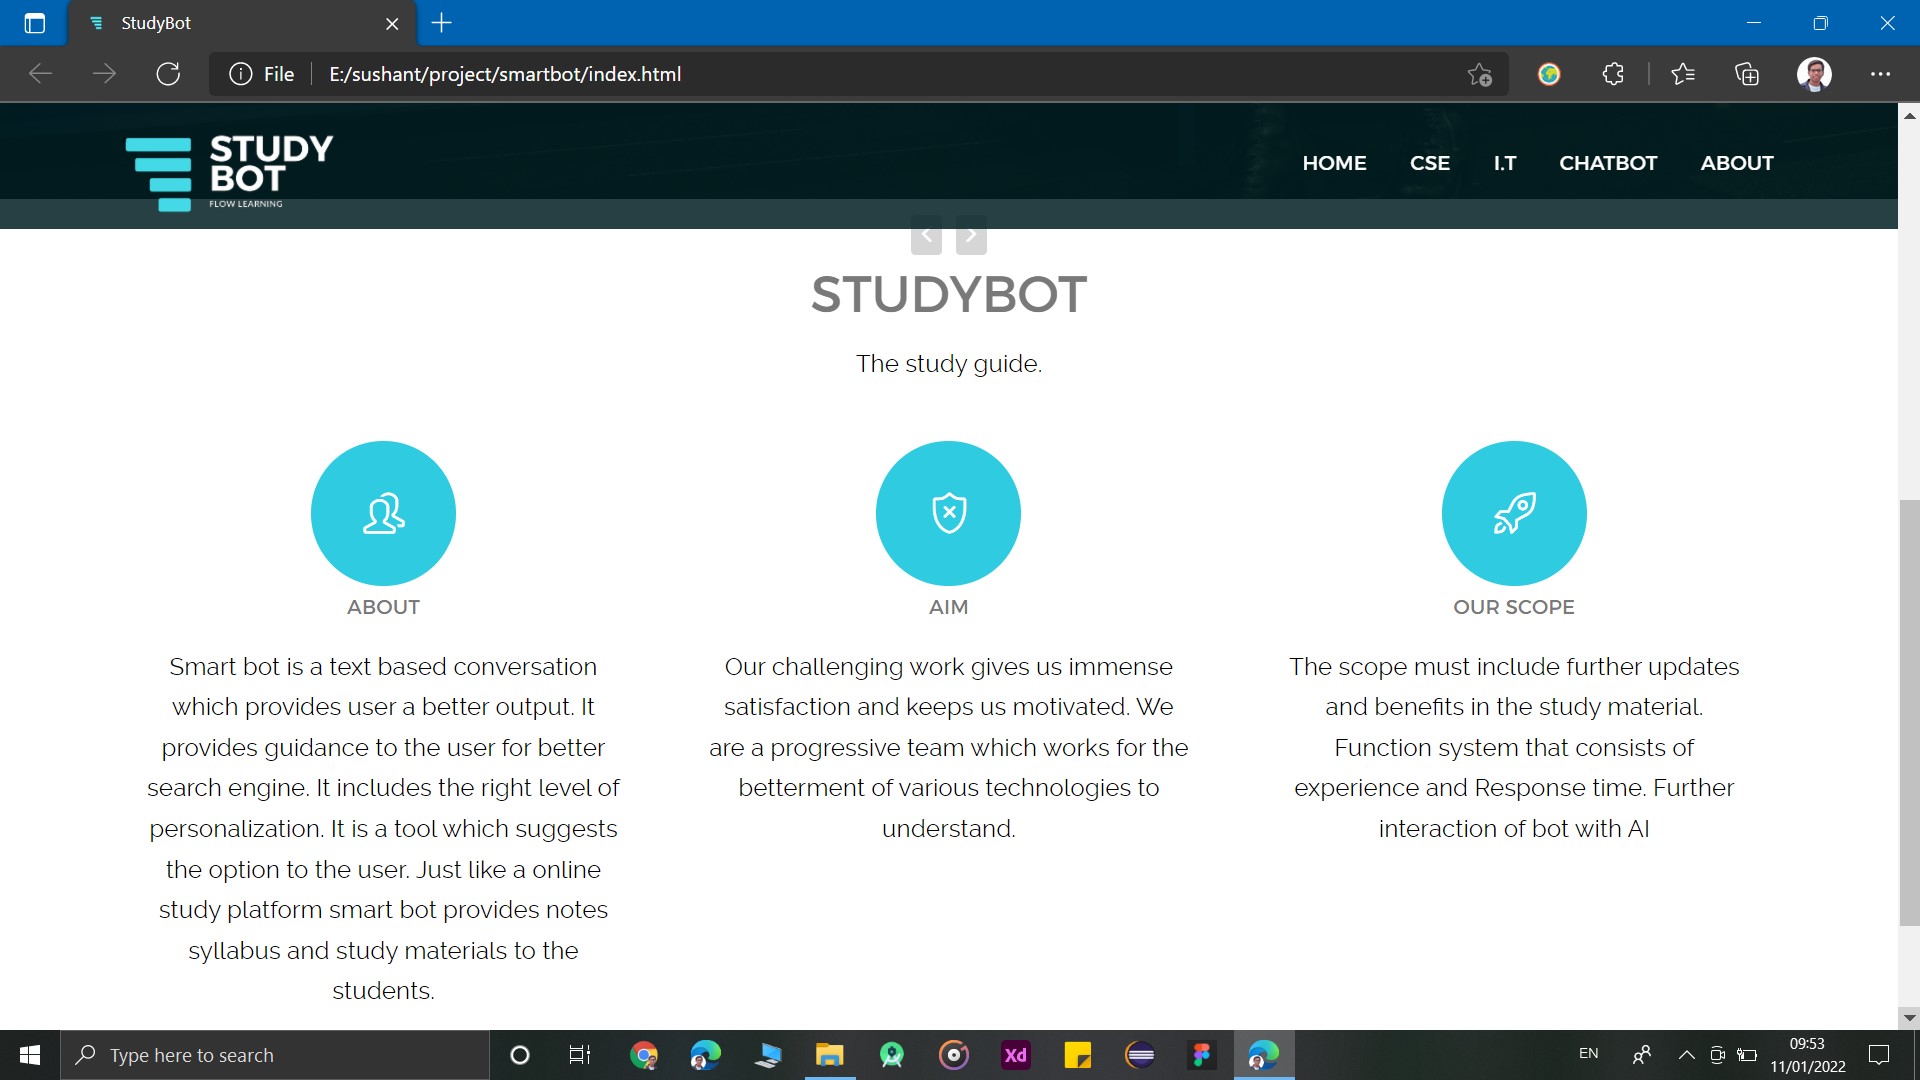 StudyBot
File E:/sushant/project/smartbot/index.html
STUDY
BOT
FLOW LEARNING
HOME CSE I.T CHATBOT ABOUT
STUDYBOT
The study guide.
ABOUT
Smart bot is a text based conversation
which provides user a better output. It
provides guidance to the user for better
search engine. It includes the right level of
personalization. It is a tool which suggests
the option to the user. Just like a online
study platform smart bot provides notes
syllabus and study materials to the
students.
AIM
Our challenging work gives us immense
satisfaction and keeps us motivated. We
are a progressive team which works for the
betterment of various technologies to
understand.
OUR SCOPE
The scope must include further updates
and benefits in the study material.
Function system that consists of
experience and Response time. Further
interaction of bot with AI
Type here to search
Xd
EN
09:53
11/01/2022